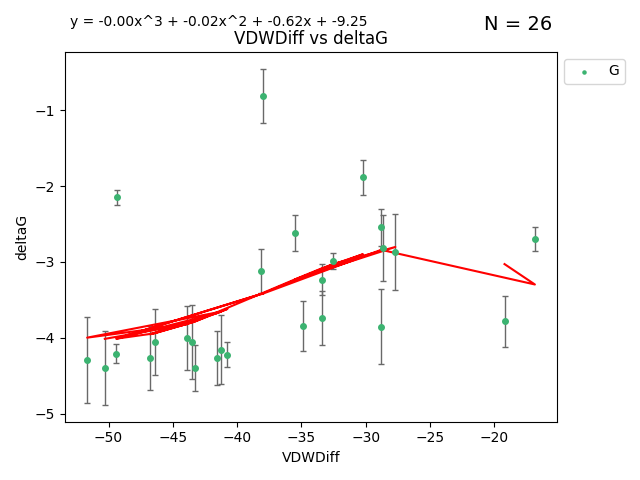 y = -0.00x^3 + -0.02x^2 + -0.62x + -9.25
N = 26
VDWDiff vs deltaG
G
−1
−2
−3
−4
−5
deltaG
−50 −45 −40 −35 −30 −25 −20
VDWDiff